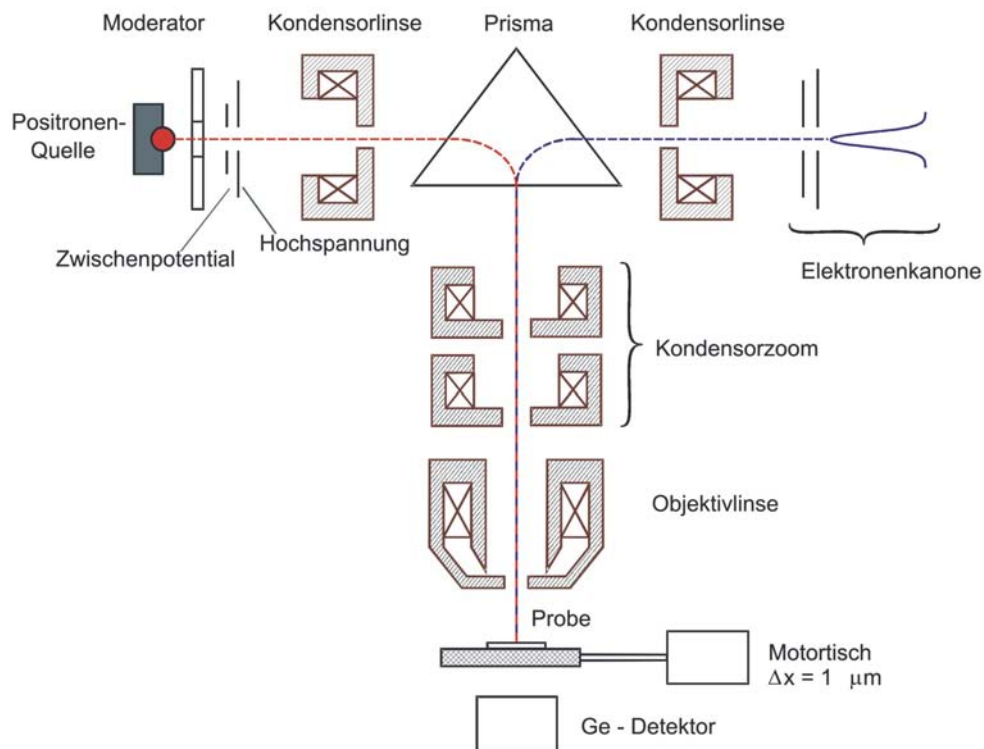 Moderator
Kondensorlinse
Prisma
Kondensorlinse
Positronen-
Quelle
Zwischenpotential
Hochspannung
Elektronenkanone
Kondensorzoom
Objektivlinse
Probe
Motortisch
Δx = 1 μm
Ge - Detektor